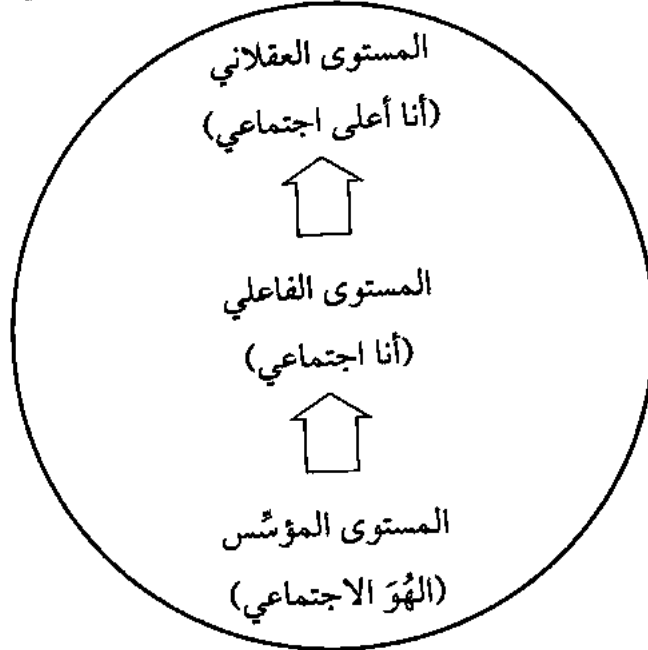 المستوى العقلاني
(أنا أعلى اجتماعي)
المستوى الفاعلي
(أنا اجتماعي)
المستوى المؤسِّس
(الهُوَ الاجتماعي)